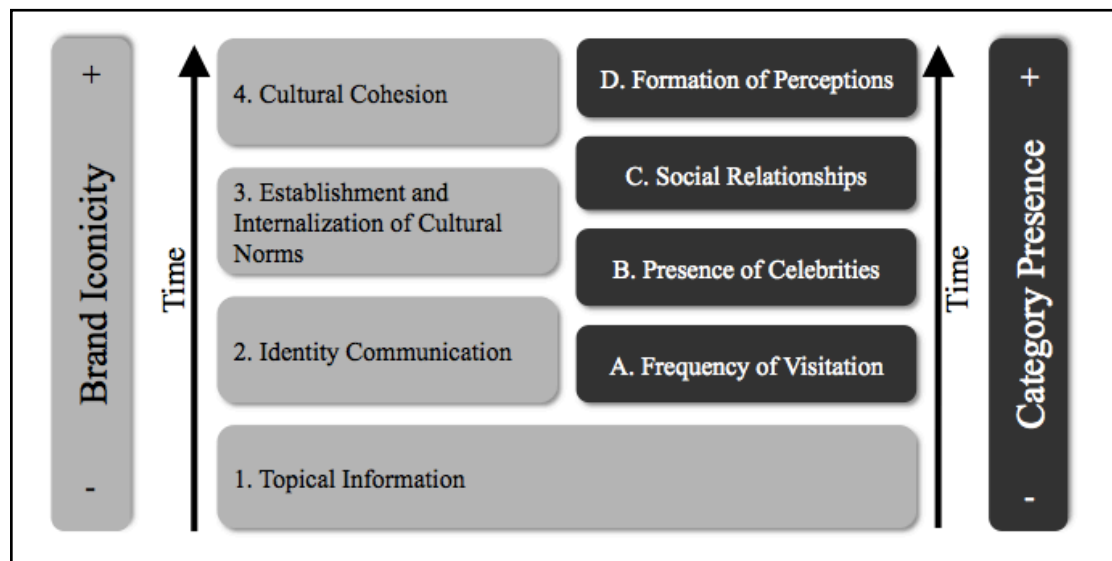 +
Brand Iconicity
-
Time
4. Cultural Cohesion
3. Establishment and
Internalization of Cultural
Norms
2. Identity Communication
1. Topical Information
D. Formation of Perceptions
C. Social Relationships
B. Presence of Celebrities
A. Frequency of Visitation
Time
+
Category Presence
-